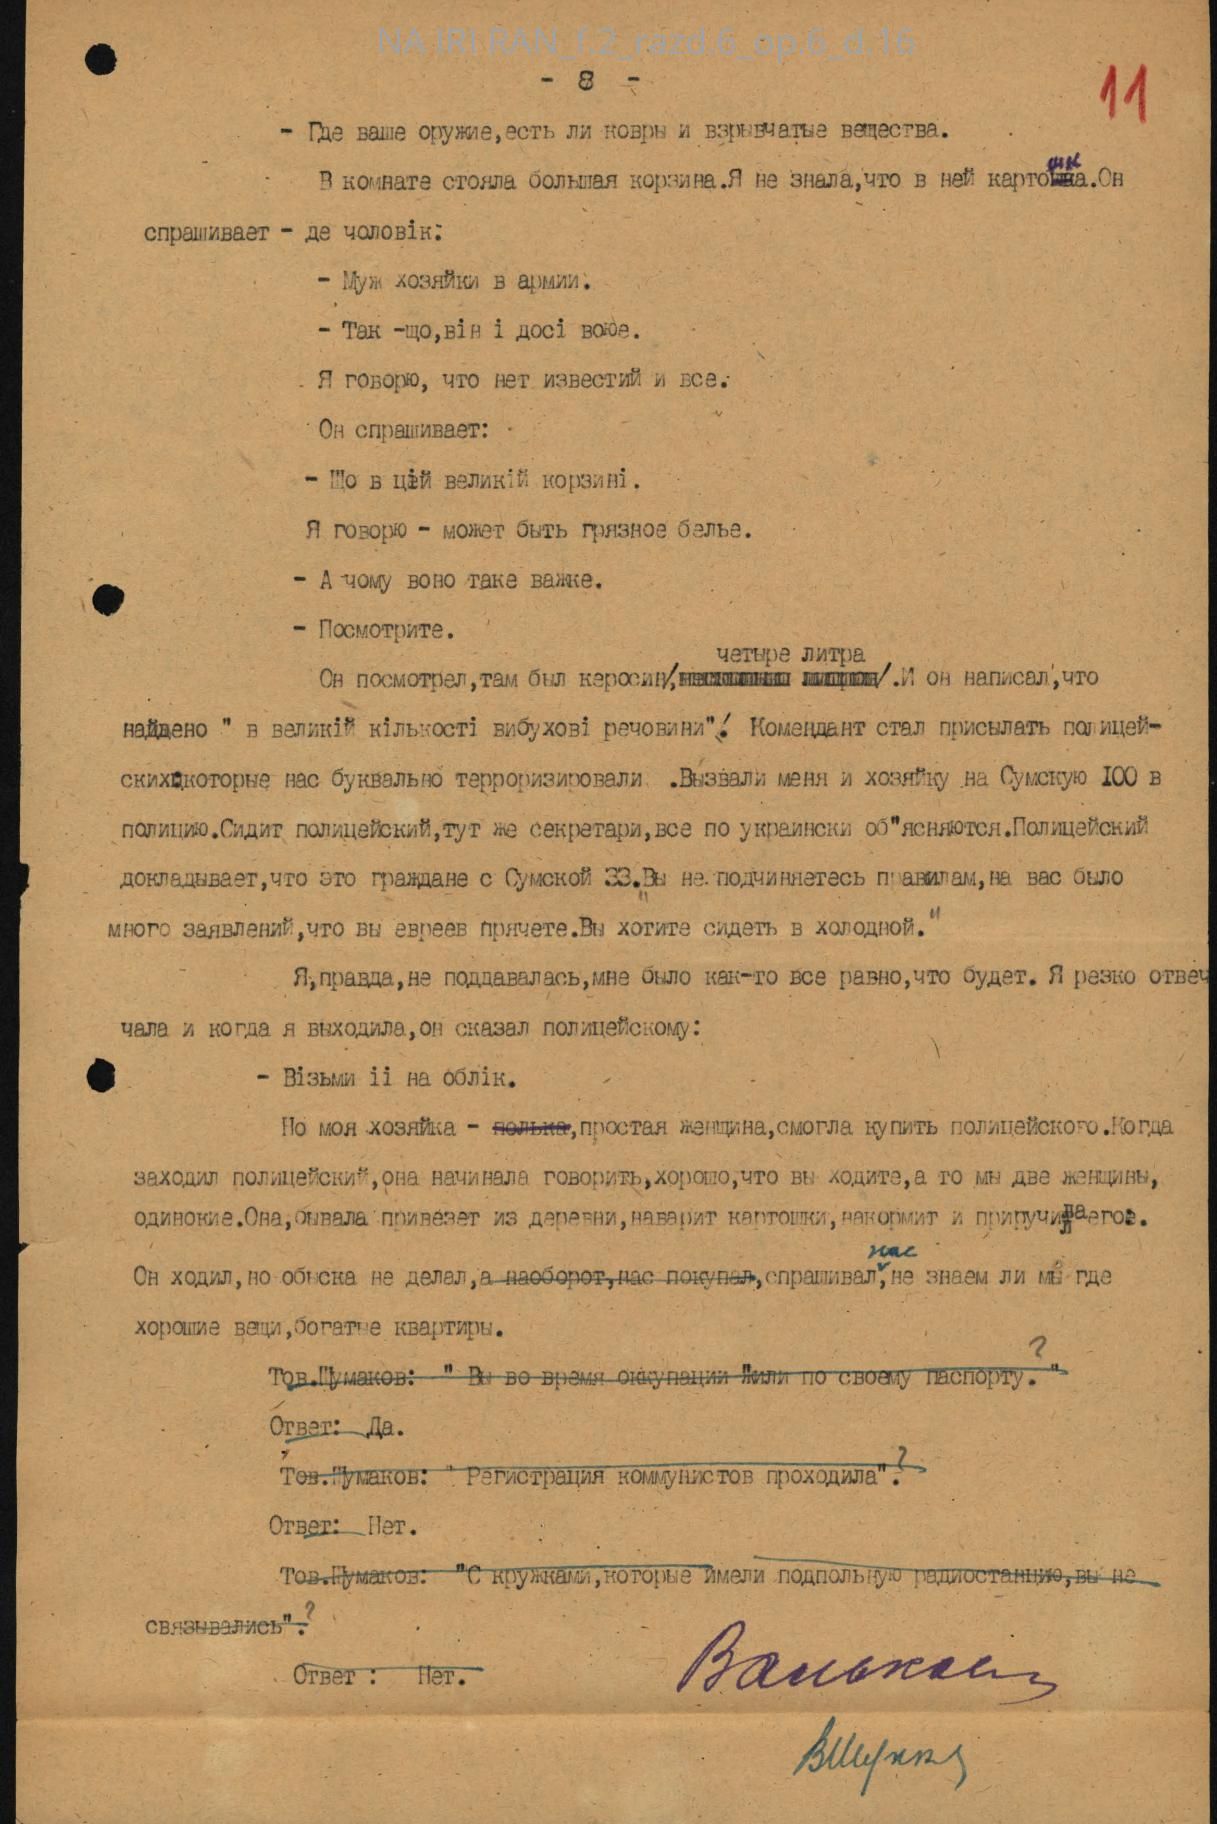 NA IRI RAN_f.2_razd.6_op.6_d.16
- 8 -
11
- Где ваше оружие,есть ли ковры и взрывчатые вещества.
В комнате стояла большая корзина.Я не знала,что в ней картошка.Он
спрашивает - де чоловік:
- Муж хозяйки в армии.
- Так -що,він і досі воюе.
Я говорю, что нет известий и все.
Он спрашивает:
- Що в цій великій корзині.
Я говорю - может быть грязное белье.
- А чому воно таке важке.
- Посмотрите.
четыре литра
Он посмотрел,там был керосин/, /.И он написал,что
найдено " в великій кількості вибухові речовини". Комендант стал присылать полицей-
ских,которые нас буквально терроризировали .Вызвали меня и хозяйку на Сумскую 100 в
полицию.Сидит полицейский,тут же секретари,все по украински об"ясняются.Полицейский
докладывает,что это граждане с Сумской 33."Вы не подчиняетесь правилам,на вас было
много заявлений,что вы евреев прячете.Вы хотите сидеть в холодной."
Я,правда,не поддавалась,мне было как-то все равно,что будет. Я резко отвеч
чала и когда я выходила,он сказал полицейскому:
- Візьми іі на облік.
Но моя хозяйка - полька,простая женщина,смогла купить полицейского.Когда
заходил полицейский,она начинала говорить,хорошо,что вы ходите,а то мы две женщины,
одинокие.Она,бывала привезет из деревни,наварит картошки,накормит и приручила его.
нас
Он ходил,но обыска не делал,а наоборот,нас покупал,спрашивал,не знаем ли мы где
хорошие вещи,богатые квартиры.
Тов.Шумаков: " Вы во время оккупации жили по своему паспорту.?"
Ответ: Да.
Тов.Шумаков: " Регистрация коммунистов проходила".?
Ответ: Нет.
Тов.Шумаков: "С кружками,которые имели подпольную радиостанцию,вы не
связывались".?
Ответ : Нет.